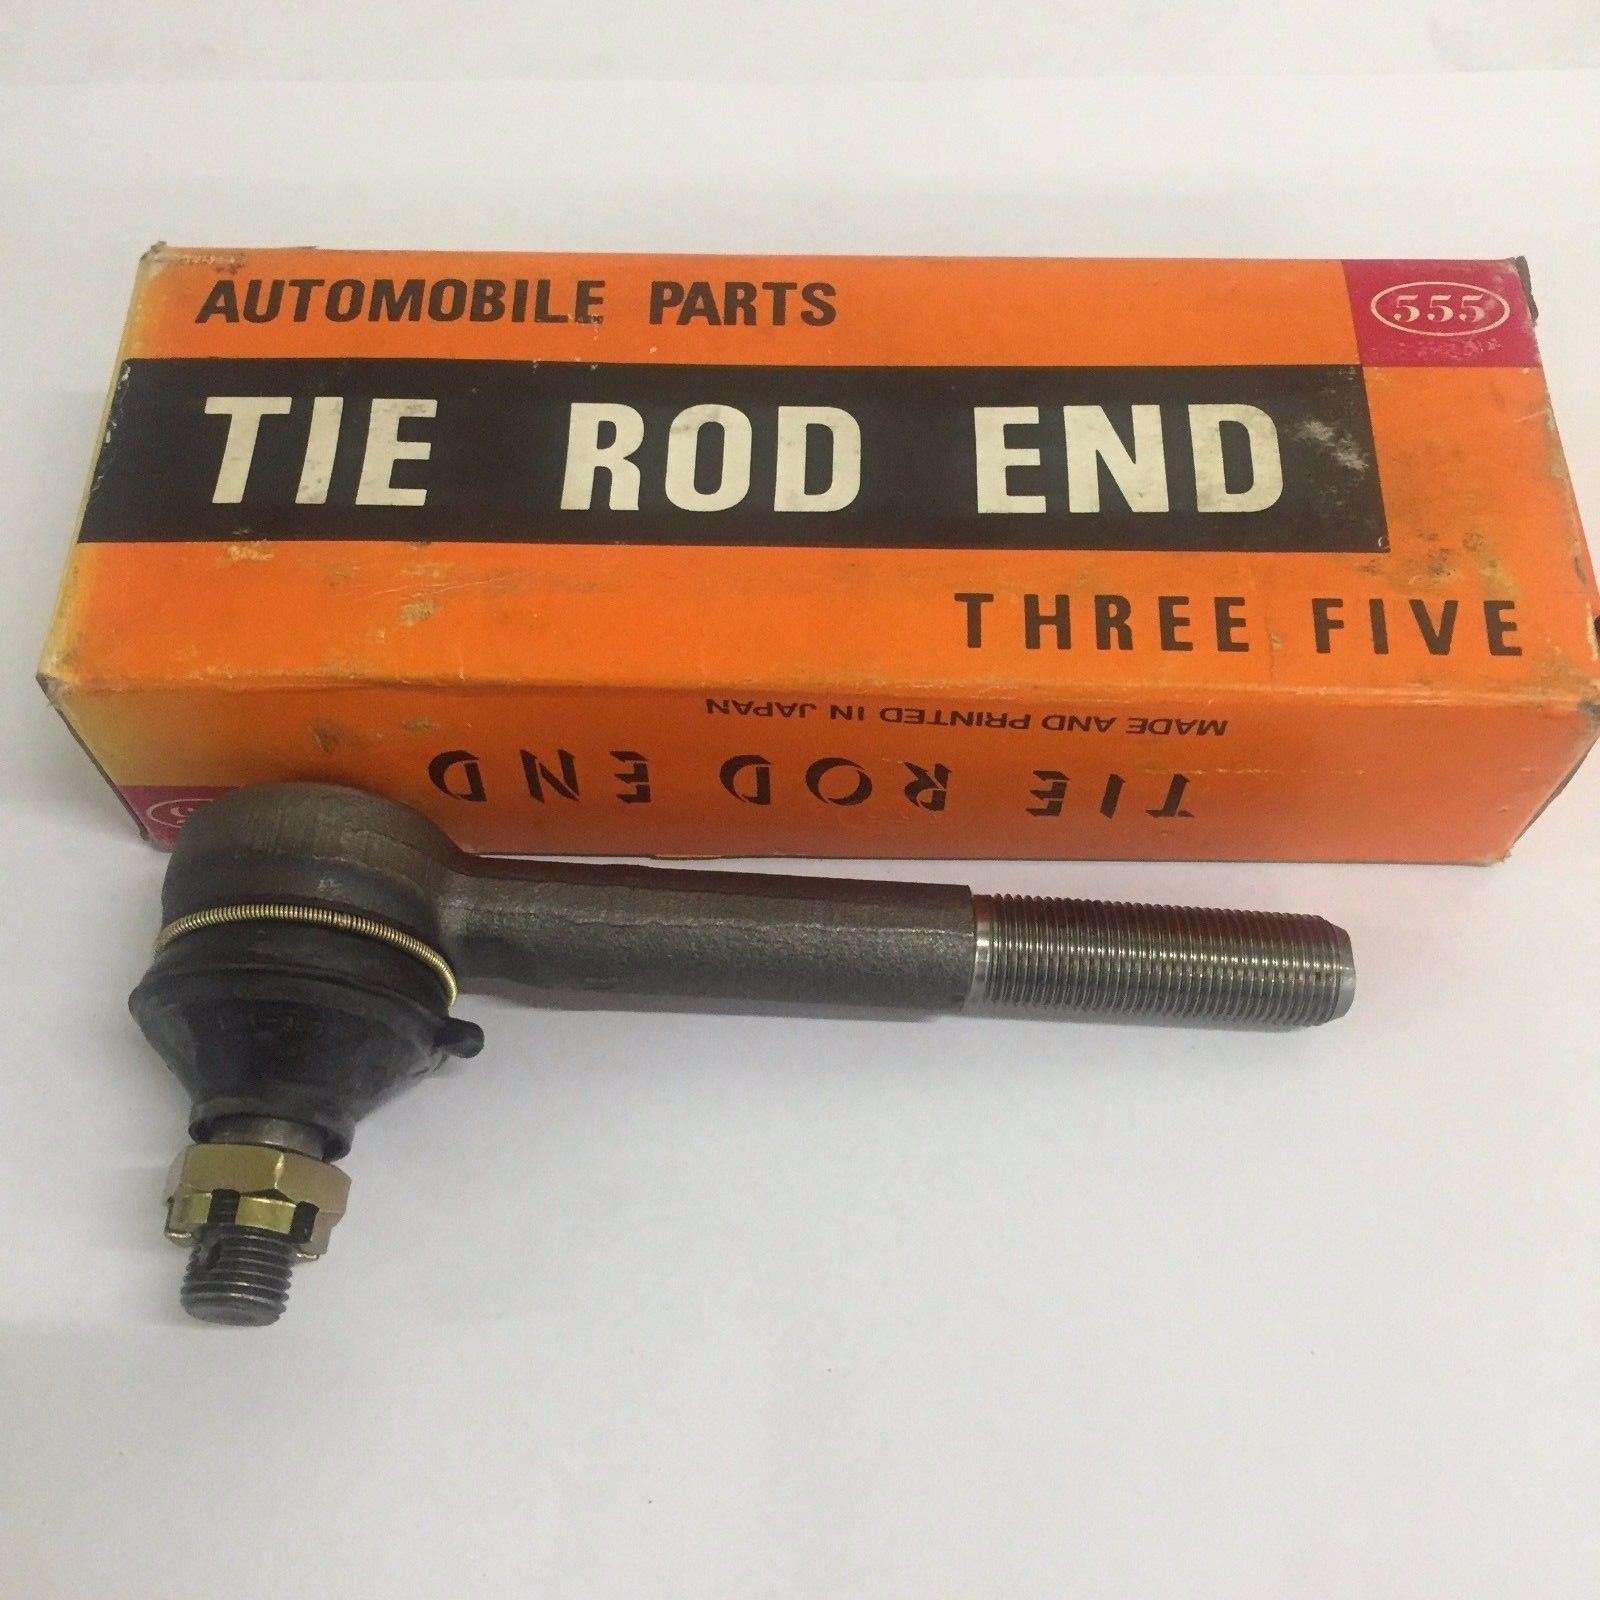 AUTOMOBILE PARTS
555
TIE ROD END
THREE FIVE
MADE AND PRINTED IN JAPAN
TIE ROD END